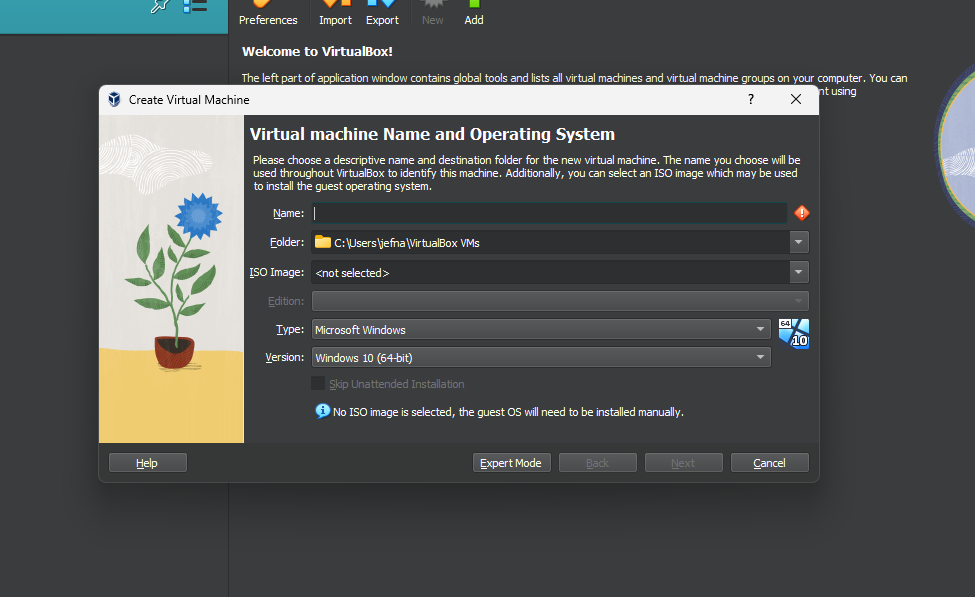 Preferences Import Export New Add
Welcome to VirtualBox!
The left part of application window contains global tools and lists all virtual machines and virtual machine groups on your computer. You can
nt using
Create Virtual Machine ?
Virtual machine Name and Operating System
Please choose a descriptive name and destination folder for the new virtual machine. The name you choose will be
used throughout VirtualBox to identify this machine. Additionally, you can select an ISO image which may be used
to install the guest operating system.
Name:
Folder: C:\Users\jefna\VirtualBox VMs
ISO Image: <not selected>
Edition:
Type: Microsoft Windows
64
10
Version: Windows 10 (64-bit)
Skip Unattended Installation
No ISO image is selected, the guest OS will need to be installed manually.
Help Expert Mode Back Next Cancel